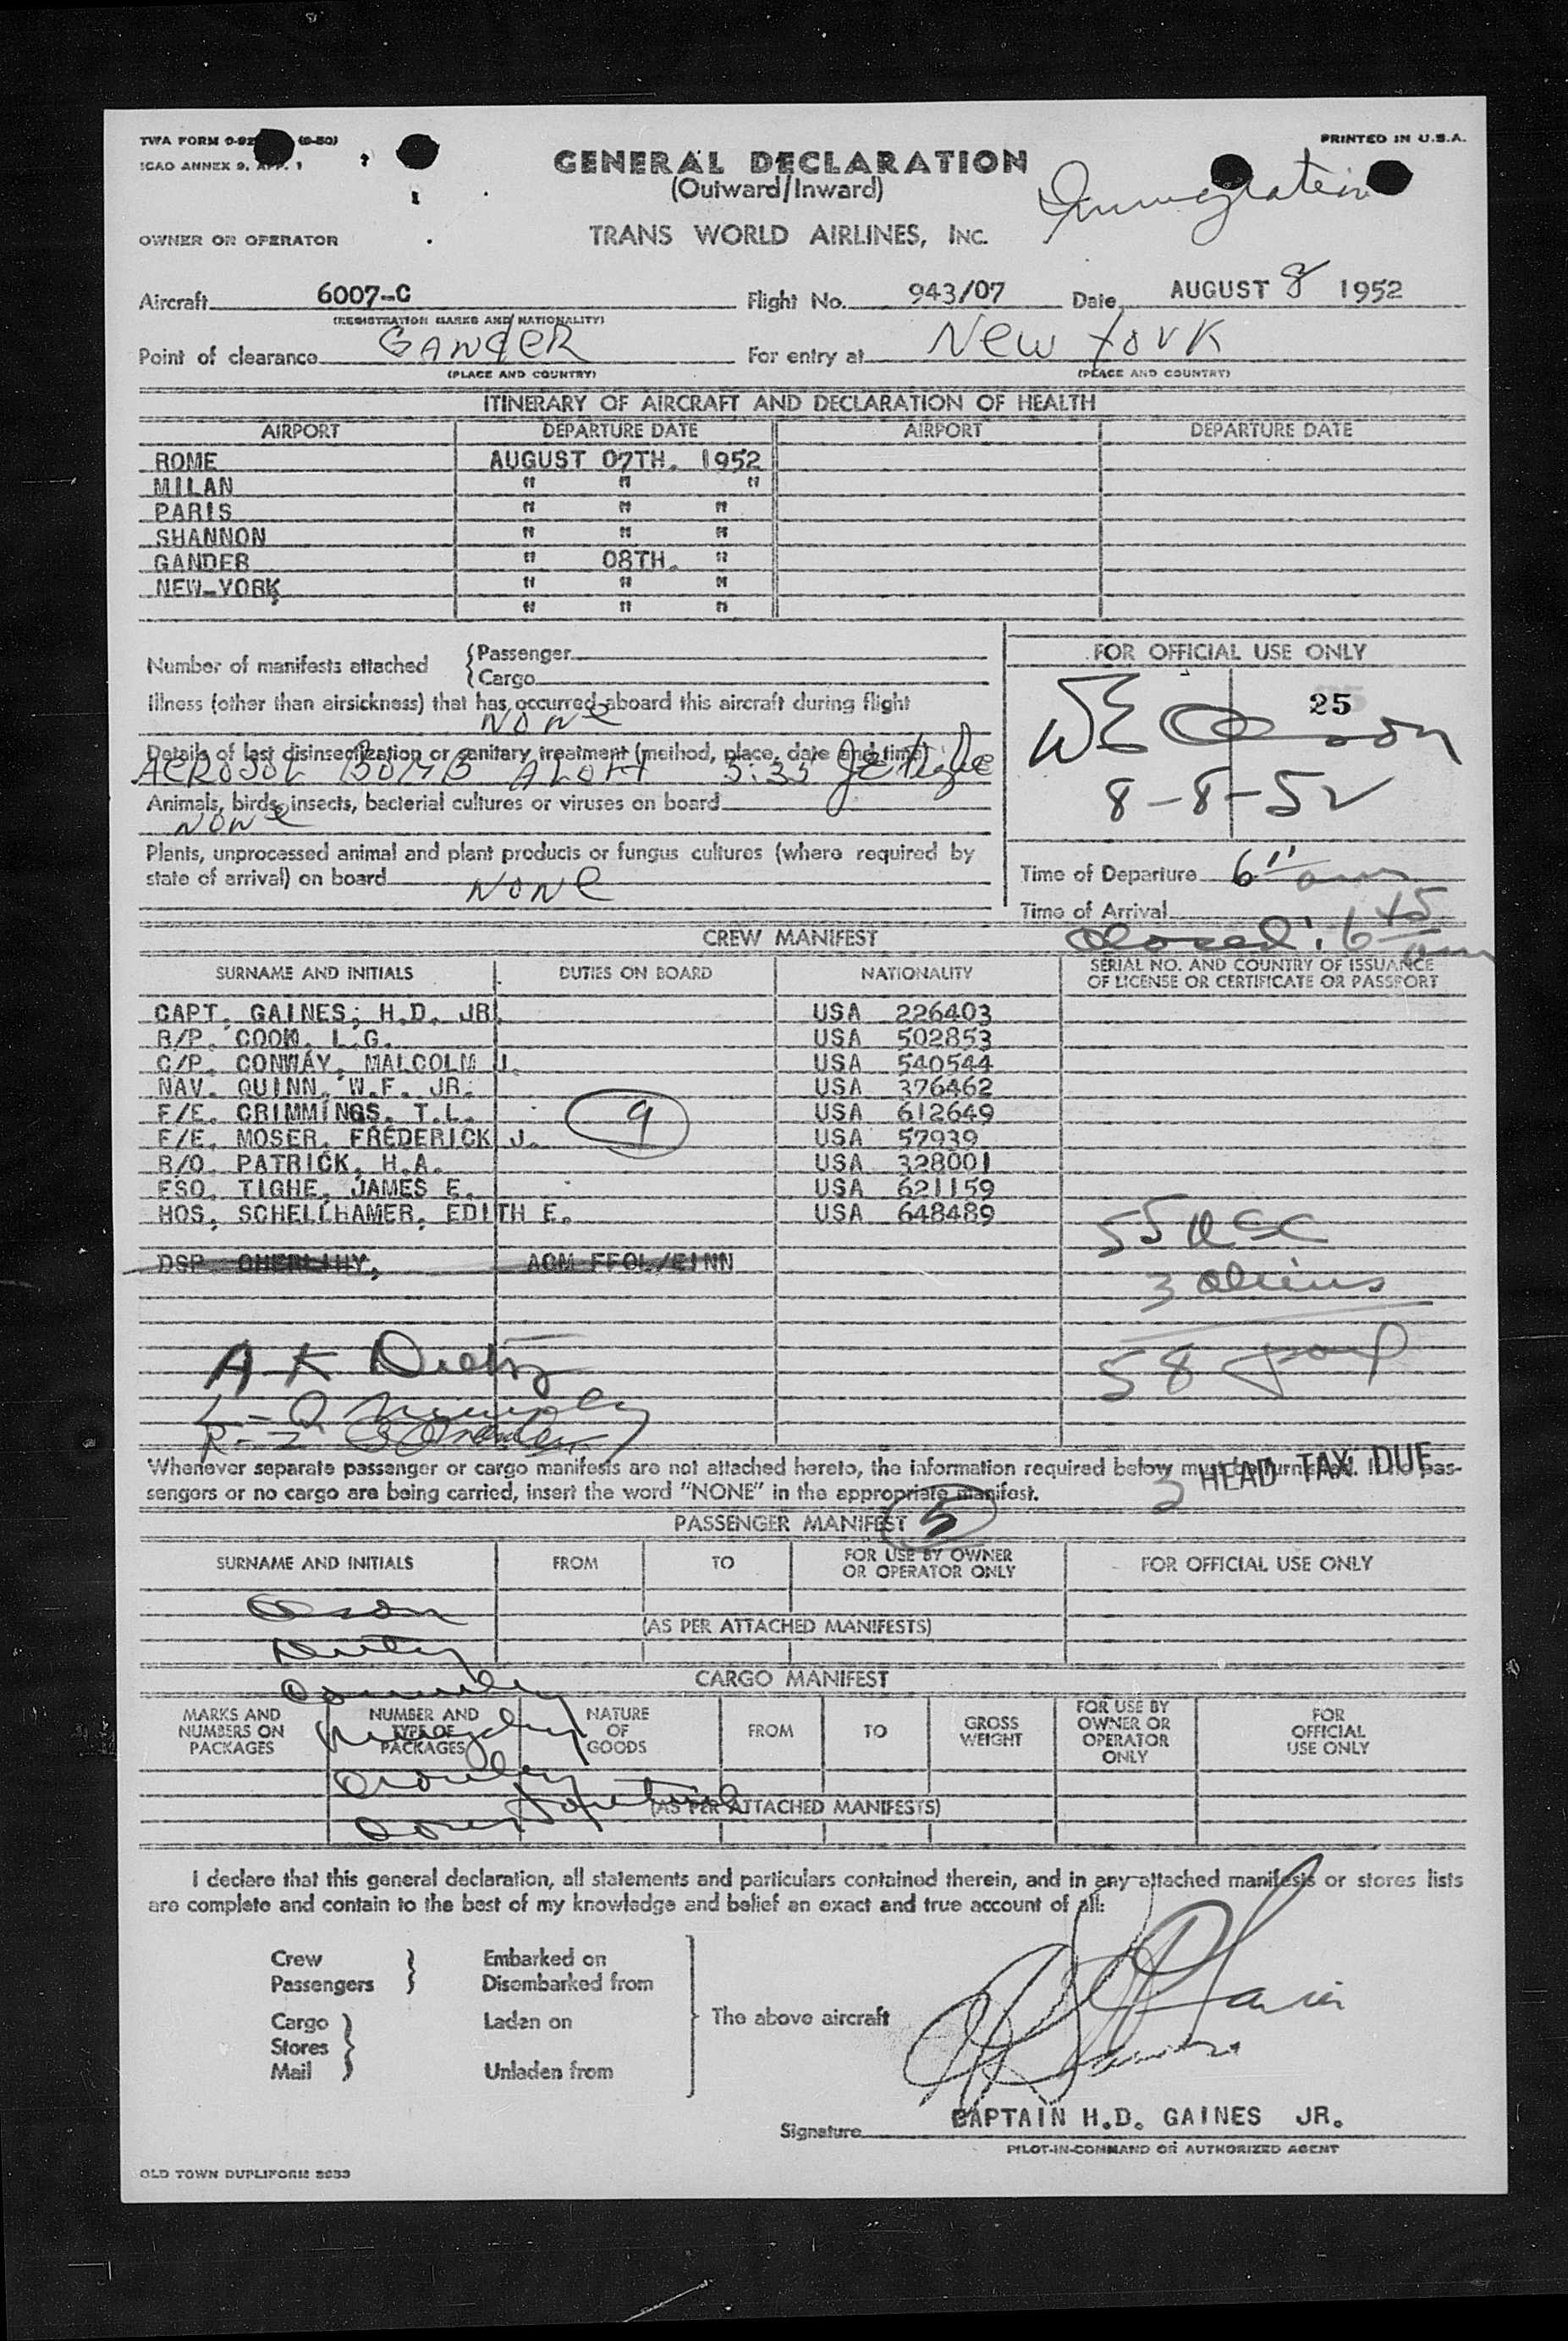 TWA FORM O-92 (9-50)
PRINTED IN U.S.A.
ICAO ANNEX 9, APP. 1
GENERAL DECLARATION
(Outward/Inward)
Immigration
OWNER OR OPERATOR
TRANS WORLD AIRLINES, INC.
Aircraft 6007-C Flight No. 943/07 Date AUGUST 8 1952
(REGISTRATION MARKS AND NATIONALITY)
Point of clearance GANDER For entry at New York
(PLACE AND COUNTRY) (PLACE AND COUNTRY)
ITINERARY OF AIRCRAFT AND DECLARATION OF HEALTH
AIRPORT DEPARTURE DATE AIRPORT DEPARTURE DATE
ROME AUGUST 07TH. 1952
MILAN " " "
PARIS " " "
SHANNON " " "
GANDER " 08TH. "
NEW-YORK " " "
" " "
Number of manifests attached { Passenger
{ Cargo
FOR OFFICIAL USE ONLY
25
Illness (other than airsickness) that has occurred aboard this aircraft during flight
None
Details of last disinsectization or sanitary treatment (method, place, date and time)
AEROSOL BOMB 5:35
8-8-52
Animals, birds, insects, bacterial cultures or viruses on board
None
Plants, unprocessed animal and plant products or fungus cultures (where required by
state of arrival) on board None
Time of Departure 6 11 am
Time of Arrival
closed: 6 45 am
CREW MANIFEST
SURNAME AND INITIALS DUTIES ON BOARD NATIONALITY SERIAL NO. AND COUNTRY OF ISSUANCE
OF LICENSE OR CERTIFICATE OR PASSPORT
CAPT. GAINES, H.D. JR. USA 226403
R/P. COOK, L.G. USA 502853
C/P. CONWAY, MALCOLM J. USA 540544
NAV. QUINN, W.F. JR. USA 376462
F/E. CRIMMINGS, T.L. USA 612649
9
F/E. MOSER, FREDERICK J. USA 57939
R/O. PATRICK, H.A. USA 328001
FSO. TIGHE, JAMES E. USA 621159
HOS, SCHELLHAMER, EDITH E. USA 648489
55 USC
3 aliens
58
Whenever separate passenger or cargo manifests are not attached hereto, the information required below must be furnished. If no pas-
sengers or no cargo are being carried, insert the word "NONE" in the appropriate manifest.
3 HEAD TAX DUE
PASSENGER MANIFEST 5
SURNAME AND INITIALS FROM TO FOR USE BY OWNER
OR OPERATOR ONLY FOR OFFICIAL USE ONLY
(AS PER ATTACHED MANIFESTS)
CARGO MANIFEST
MARKS AND
NUMBERS ON
PACKAGES
NUMBER AND
TYPE OF
PACKAGES
NATURE
OF
GOODS
FROM
TO
GROSS
WEIGHT
FOR USE BY
OWNER OR
OPERATOR
ONLY
FOR
OFFICIAL
USE ONLY
(AS PER ATTACHED MANIFESTS)
I declare that this general declaration, all statements and particulars contained therein, and in any attached manifests or stores lists
are complete and contain to the best of my knowledge and belief an exact and true account of all:
Crew } Embarked on
Passengers } Disembarked from
Cargo } Laden on The above aircraft
Stores
Mail } Unladen from
Signature CAPTAIN H.D. GAINES JR.
PILOT-IN-COMMAND OR AUTHORIZED AGENT
OLD TOWN DUPLIFORM